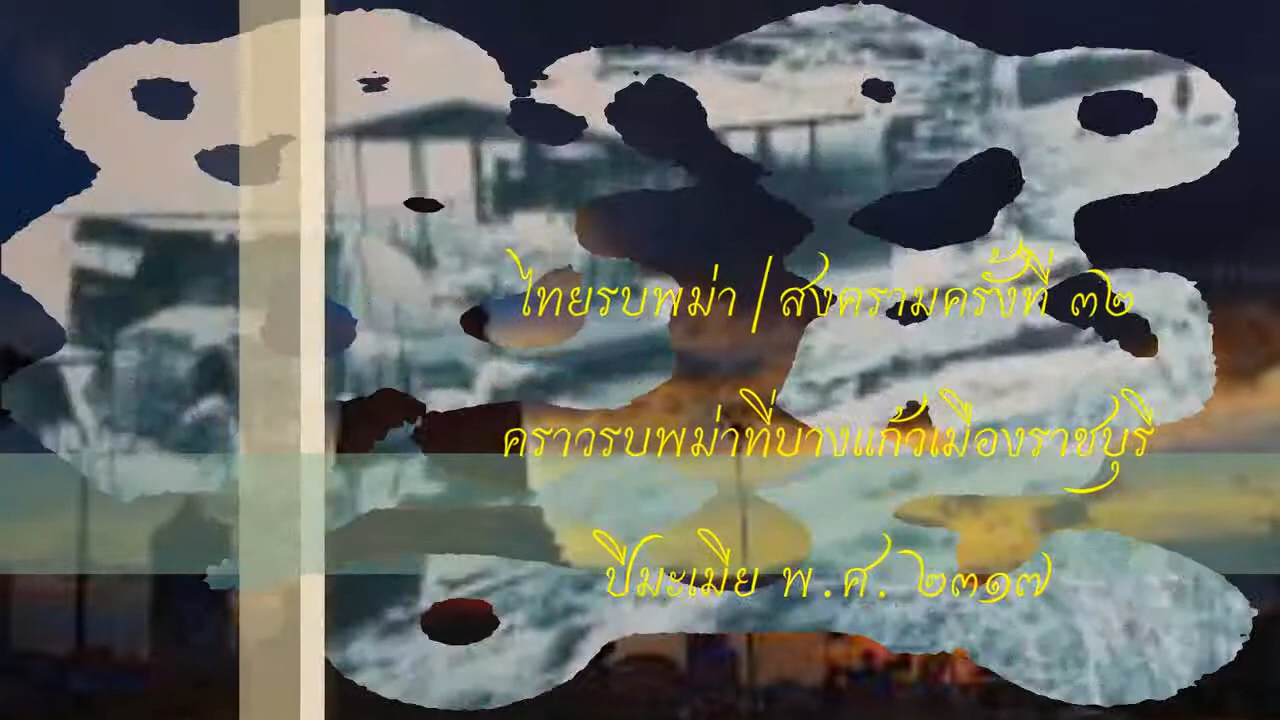 ไทยรบพม่า / สงครามครั้งที่ ๓๒
คราวรบพม่าที่บางแก้วเมืองราชบุรี
ปีมะเมีย พ.ศ. ๒๓๑๗